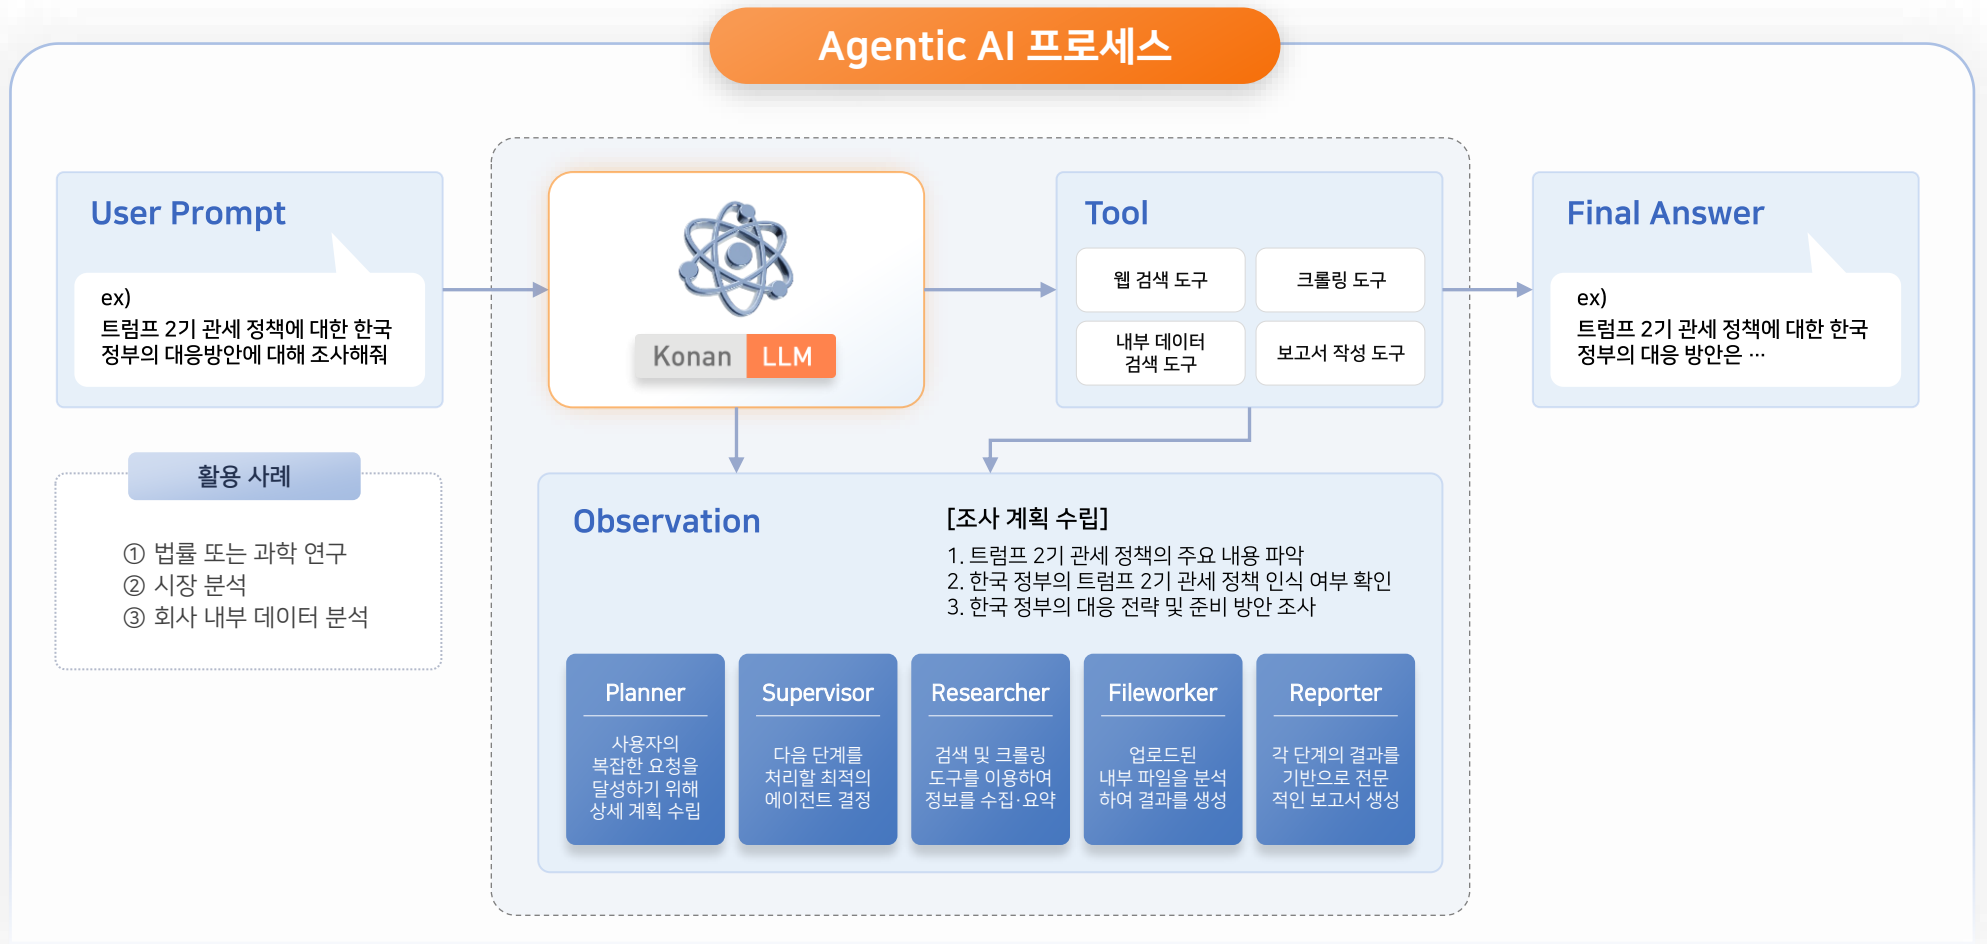 Agentic AI 프로세스
User Prompt
ex)
트럼프 2기 관세 정책에 대한 한국
정부의 대응방안에 대해 조사해줘
Konan LLM
Tool
웹 검색 도구
크롤링 도구
내부 데이터
검색 도구
보고서 작성 도구
Final Answer
ex)
트럼프 2기 관세 정책에 대한 한국
정부의 대응 방안은 ···
활용 사례
① 법률 또는 과학 연구
② 시장 분석
③ 회사 내부 데이터 분석
Observation
[조사 계획 수립]
1. 트럼프 2기 관세 정책의 주요 내용 파악
2. 한국 정부의 트럼프 2기 관세 정책 인식 여부 확인
3. 한국 정부의 대응 전략 및 준비 방안 조사
Planner
사용자의
복잡한 요청을
달성하기 위해
상세 계획 수립
Supervisor
다음 단계를
처리할 최적의
에이전트 결정
Researcher
검색 및 크롤링
도구를 이용하여
정보를 수집·요약
Fileworker
업로드된
내부 파일을 분석
하여 결과를 생성
Reporter
각 단계의 결과를
기반으로 전문
적인 보고서 생성